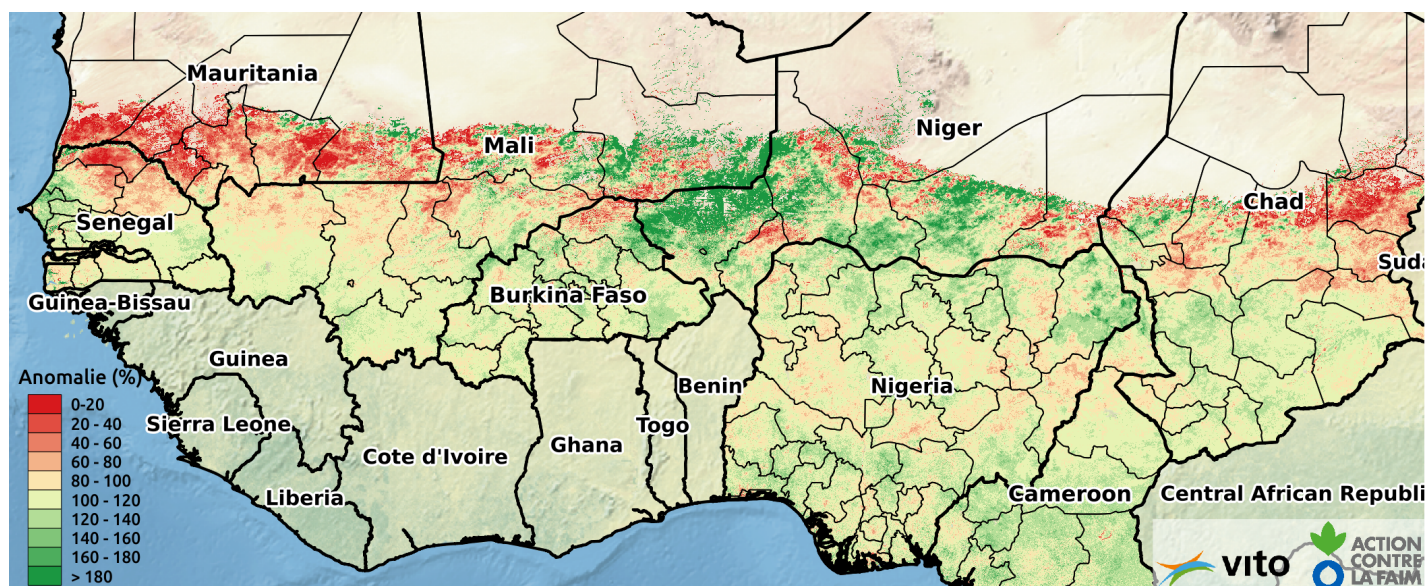 Mauritania
Niger
Mali
Chad
Senegal
Suda
Burkina Faso
Guinea-Bissau
Guinea
Anomalie (%)
0-20
20 - 40
40 - 60
60 - 80
80 - 100
100 - 120
120 - 140
140 - 160
160 - 180
> 180
Benin
Nigeria
Sierra Leone
Togo
Ghana
Cote d'Ivoire
Liberia
Cameroon
Central African Republi
vito
ACTION
CONTRE
LA FAIM